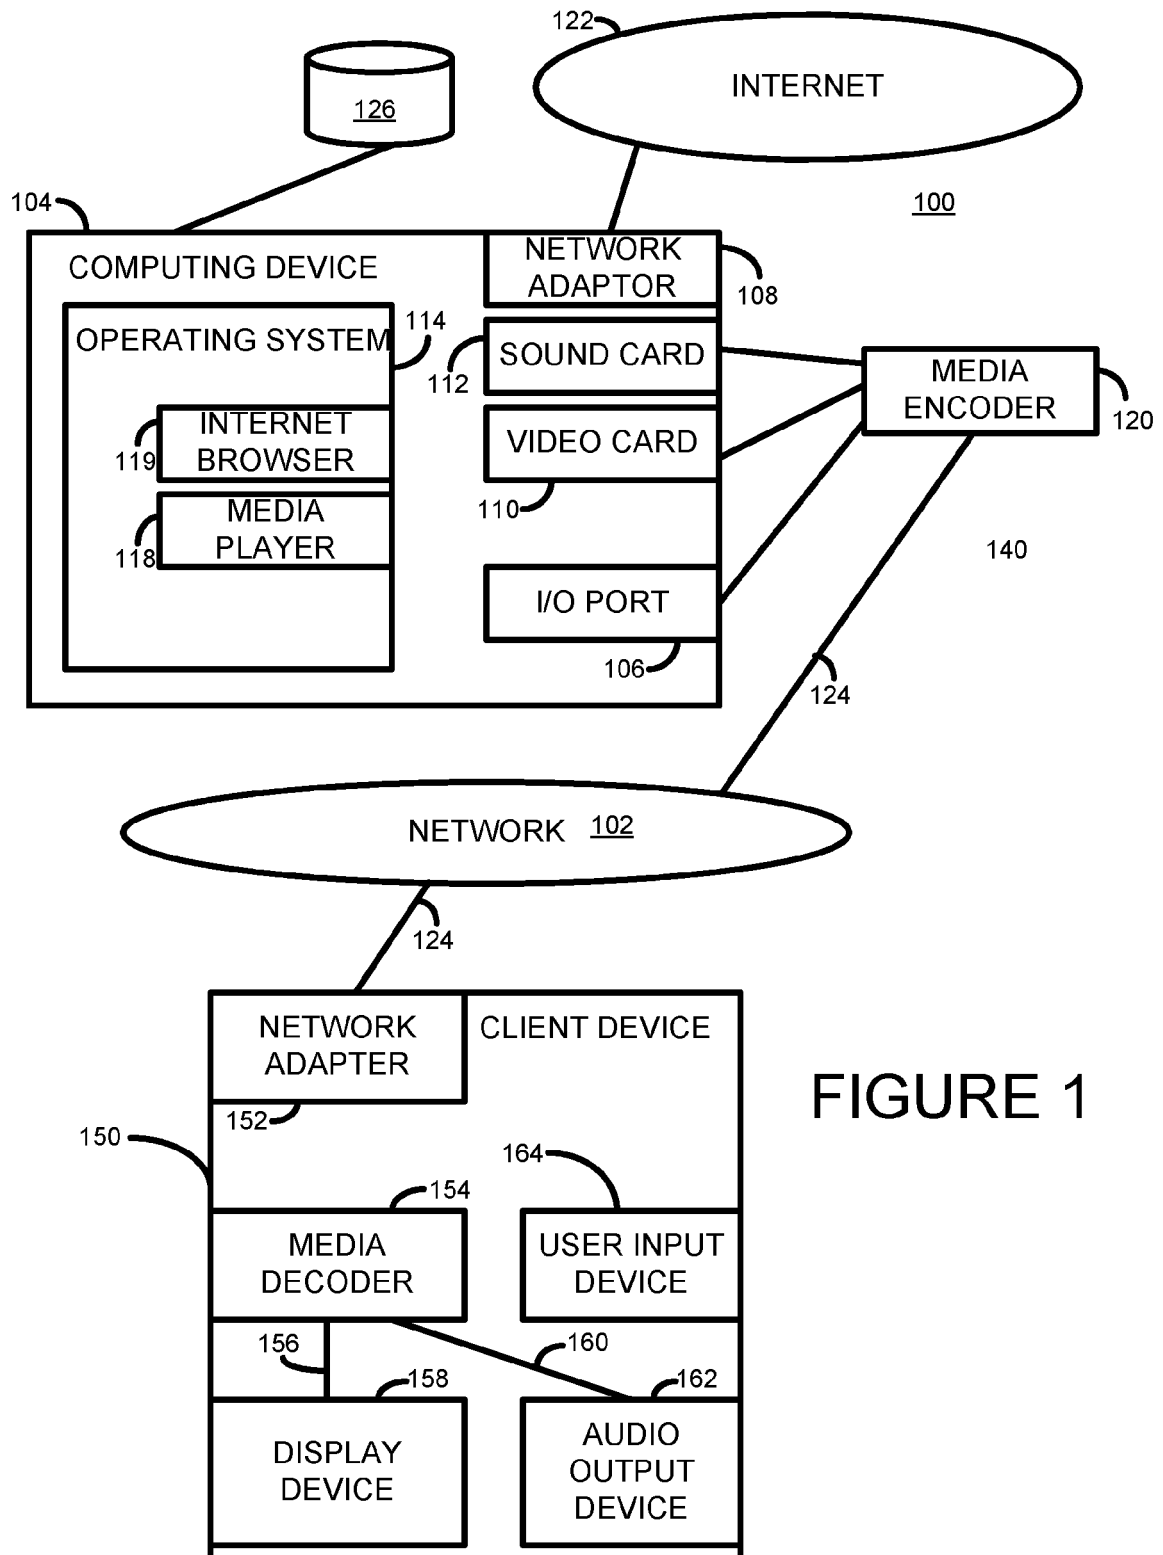 122
INTERNET
126
100
104
COMPUTING DEVICE
NETWORK
ADAPTOR
108
OPERATING SYSTEM
114
112
SOUND CARD
MEDIA
ENCODER
120
INTERNET
BROWSER
119
VIDEO CARD
110
MEDIA
PLAYER
118
140
I/O PORT
106
124
NETWORK 102
124
NETWORK
ADAPTER
CLIENT DEVICE
152
FIGURE 1
150
164
154
MEDIA
DECODER
USER INPUT
DEVICE
156
160
158
162
DISPLAY
DEVICE
AUDIO
OUTPUT
DEVICE